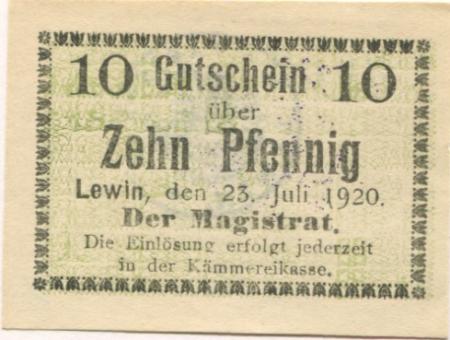 10 Gutschein 10
über
Zehn Pfennig
Lewin, den 23. Juli 1920.
Der Magistrat.
Die Einlösung erfolgt jederzeit
in der Kämmereikasse.